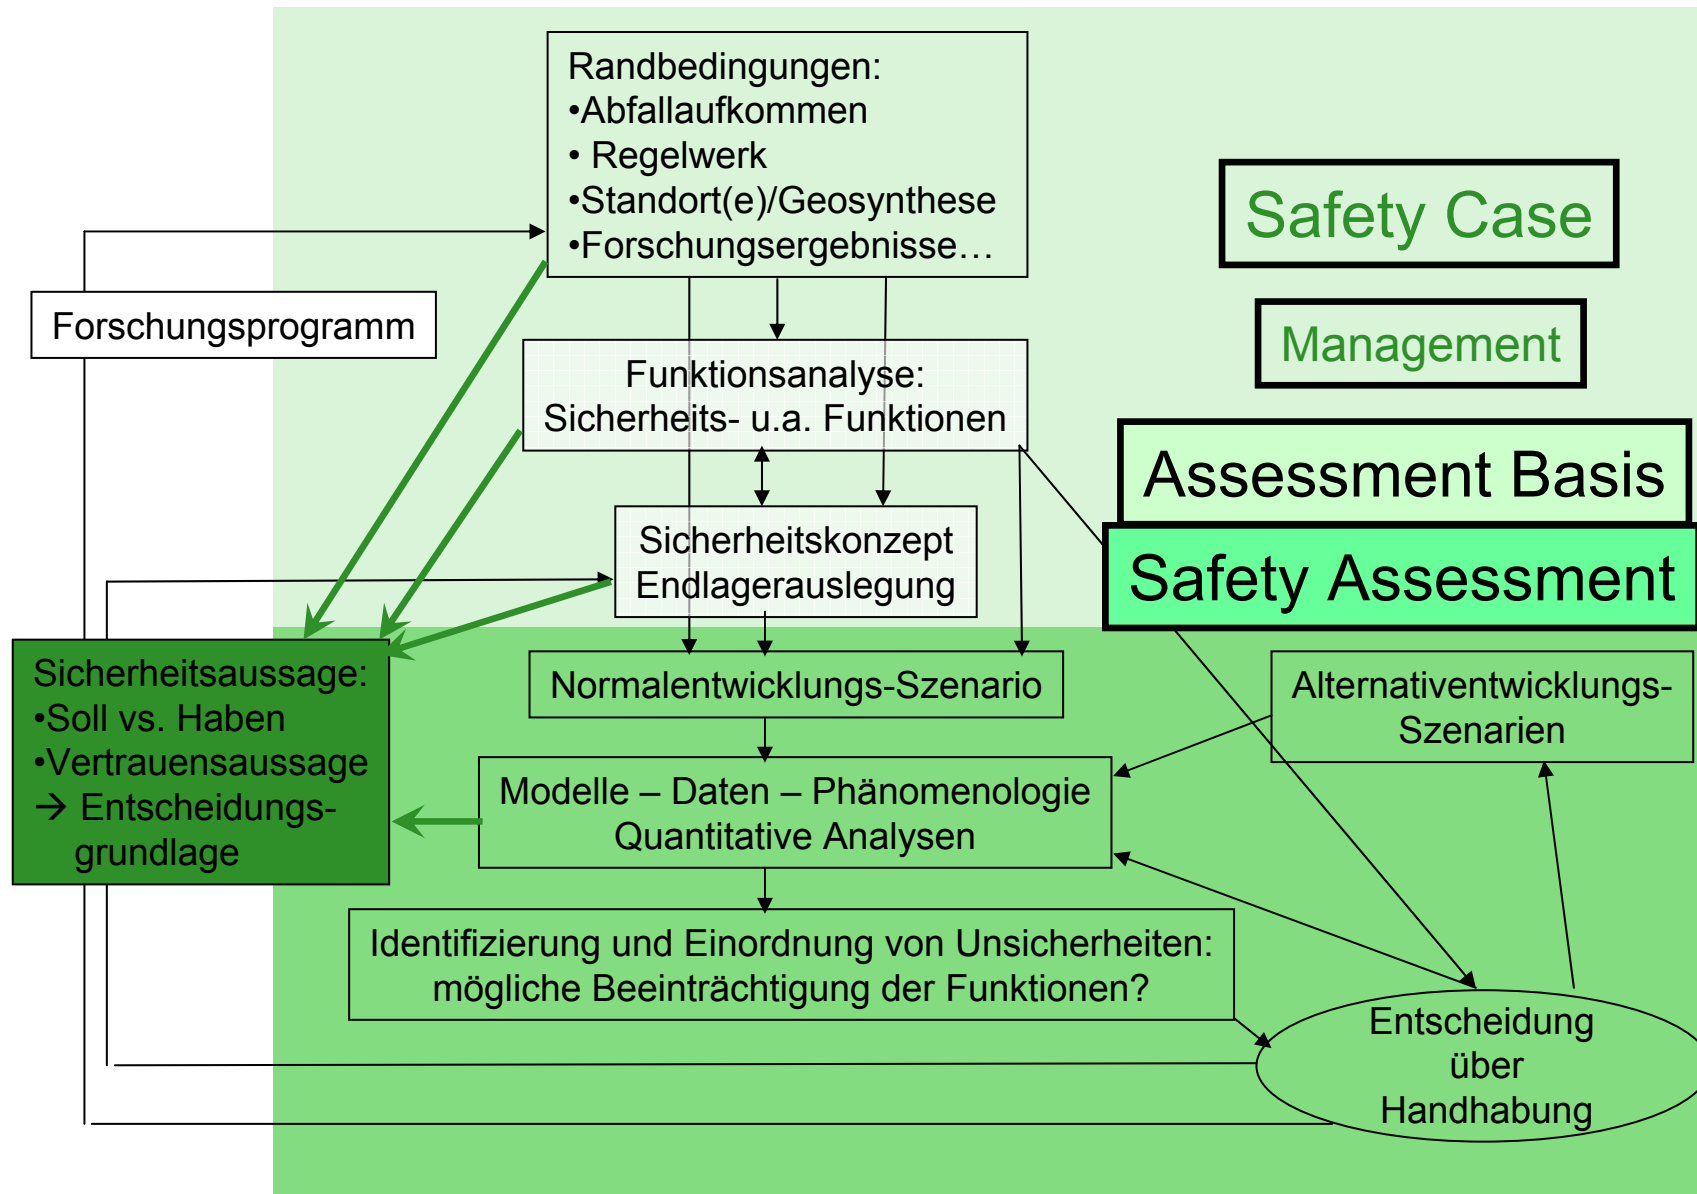 Randbedingungen:
•Abfallaufkommen
• Regelwerk
•Standort(e)/Geosynthese
•Forschungsergebnisse…
Safety Case
Forschungsprogramm
Management
Funktionsanalyse:
Sicherheits- u.a. Funktionen
Assessment Basis
Sicherheitskonzept
Endlagerauslegung
Safety Assessment
Sicherheitsaussage:
•Soll vs. Haben
•Vertrauensaussage
→ Entscheidungs-
grundlage
Normalentwicklungs-Szenario
Alternativentwicklungs-
Szenarien
Modelle – Daten – Phänomenologie
Quantitative Analysen
Identifizierung und Einordnung von Unsicherheiten:
mögliche Beeinträchtigung der Funktionen?
Entscheidung
über
Handhabung